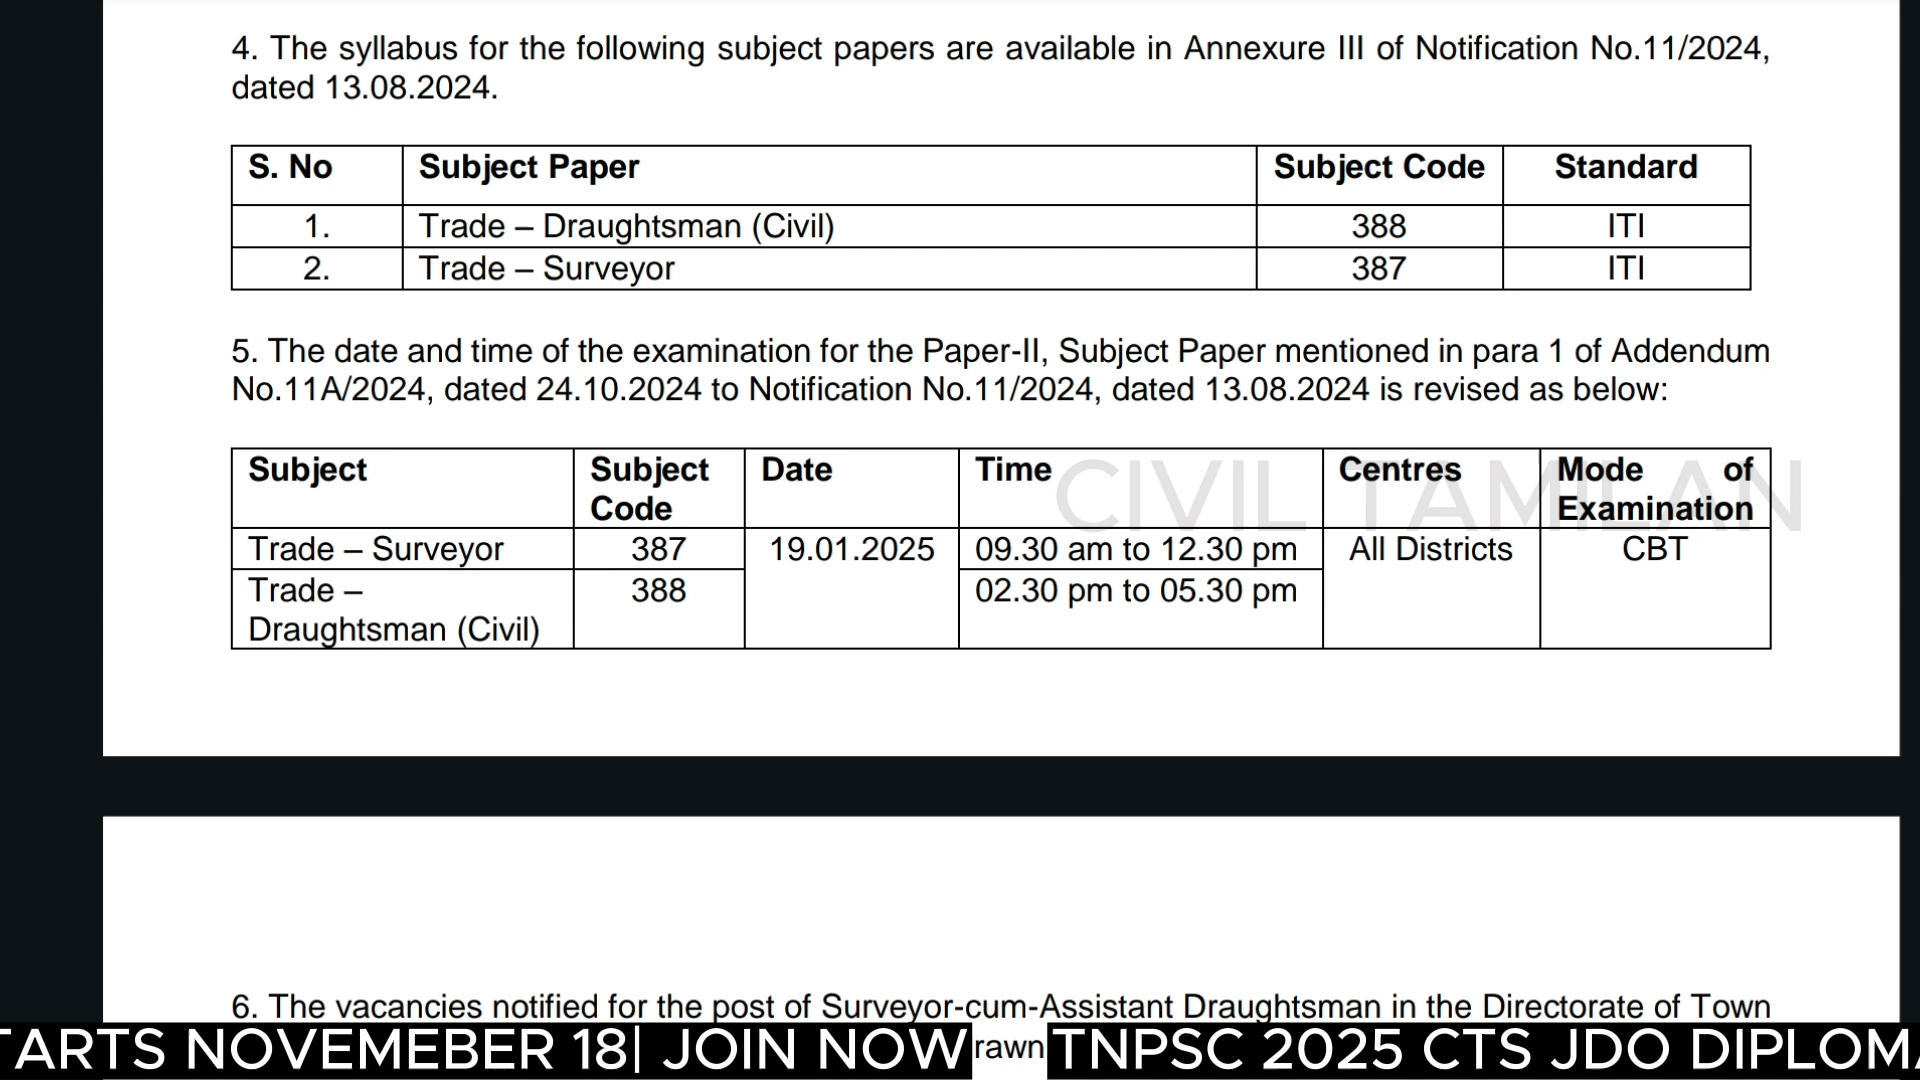 4. The syllabus for the following subject papers are available in Annexure III of Notification No.11/2024,
dated 13.08.2024.
S. No Subject Paper Subject Code Standard
1. Trade – Draughtsman (Civil) 388 ITI
2. Trade – Surveyor 387 ITI
5. The date and time of the examination for the Paper-II, Subject Paper mentioned in para 1 of Addendum
No.11A/2024, dated 24.10.2024 to Notification No.11/2024, dated 13.08.2024 is revised as below:
CIVIL TAMILAN
Subject Subject Code Date Time Centres Mode of Examination
Trade – Surveyor 387 19.01.2025 09.30 am to 12.30 pm All Districts CBT
Trade – 388 02.30 pm to 05.30 pm
Draughtsman (Civil)
6. The vacancies notified for the post of Surveyor-cum-Assistant Draughtsman in the Directorate of Town
TARTS NOVEMEBER 18| JOIN NOW rawn TNPSC 2025 CTS JDO DIPLOMA